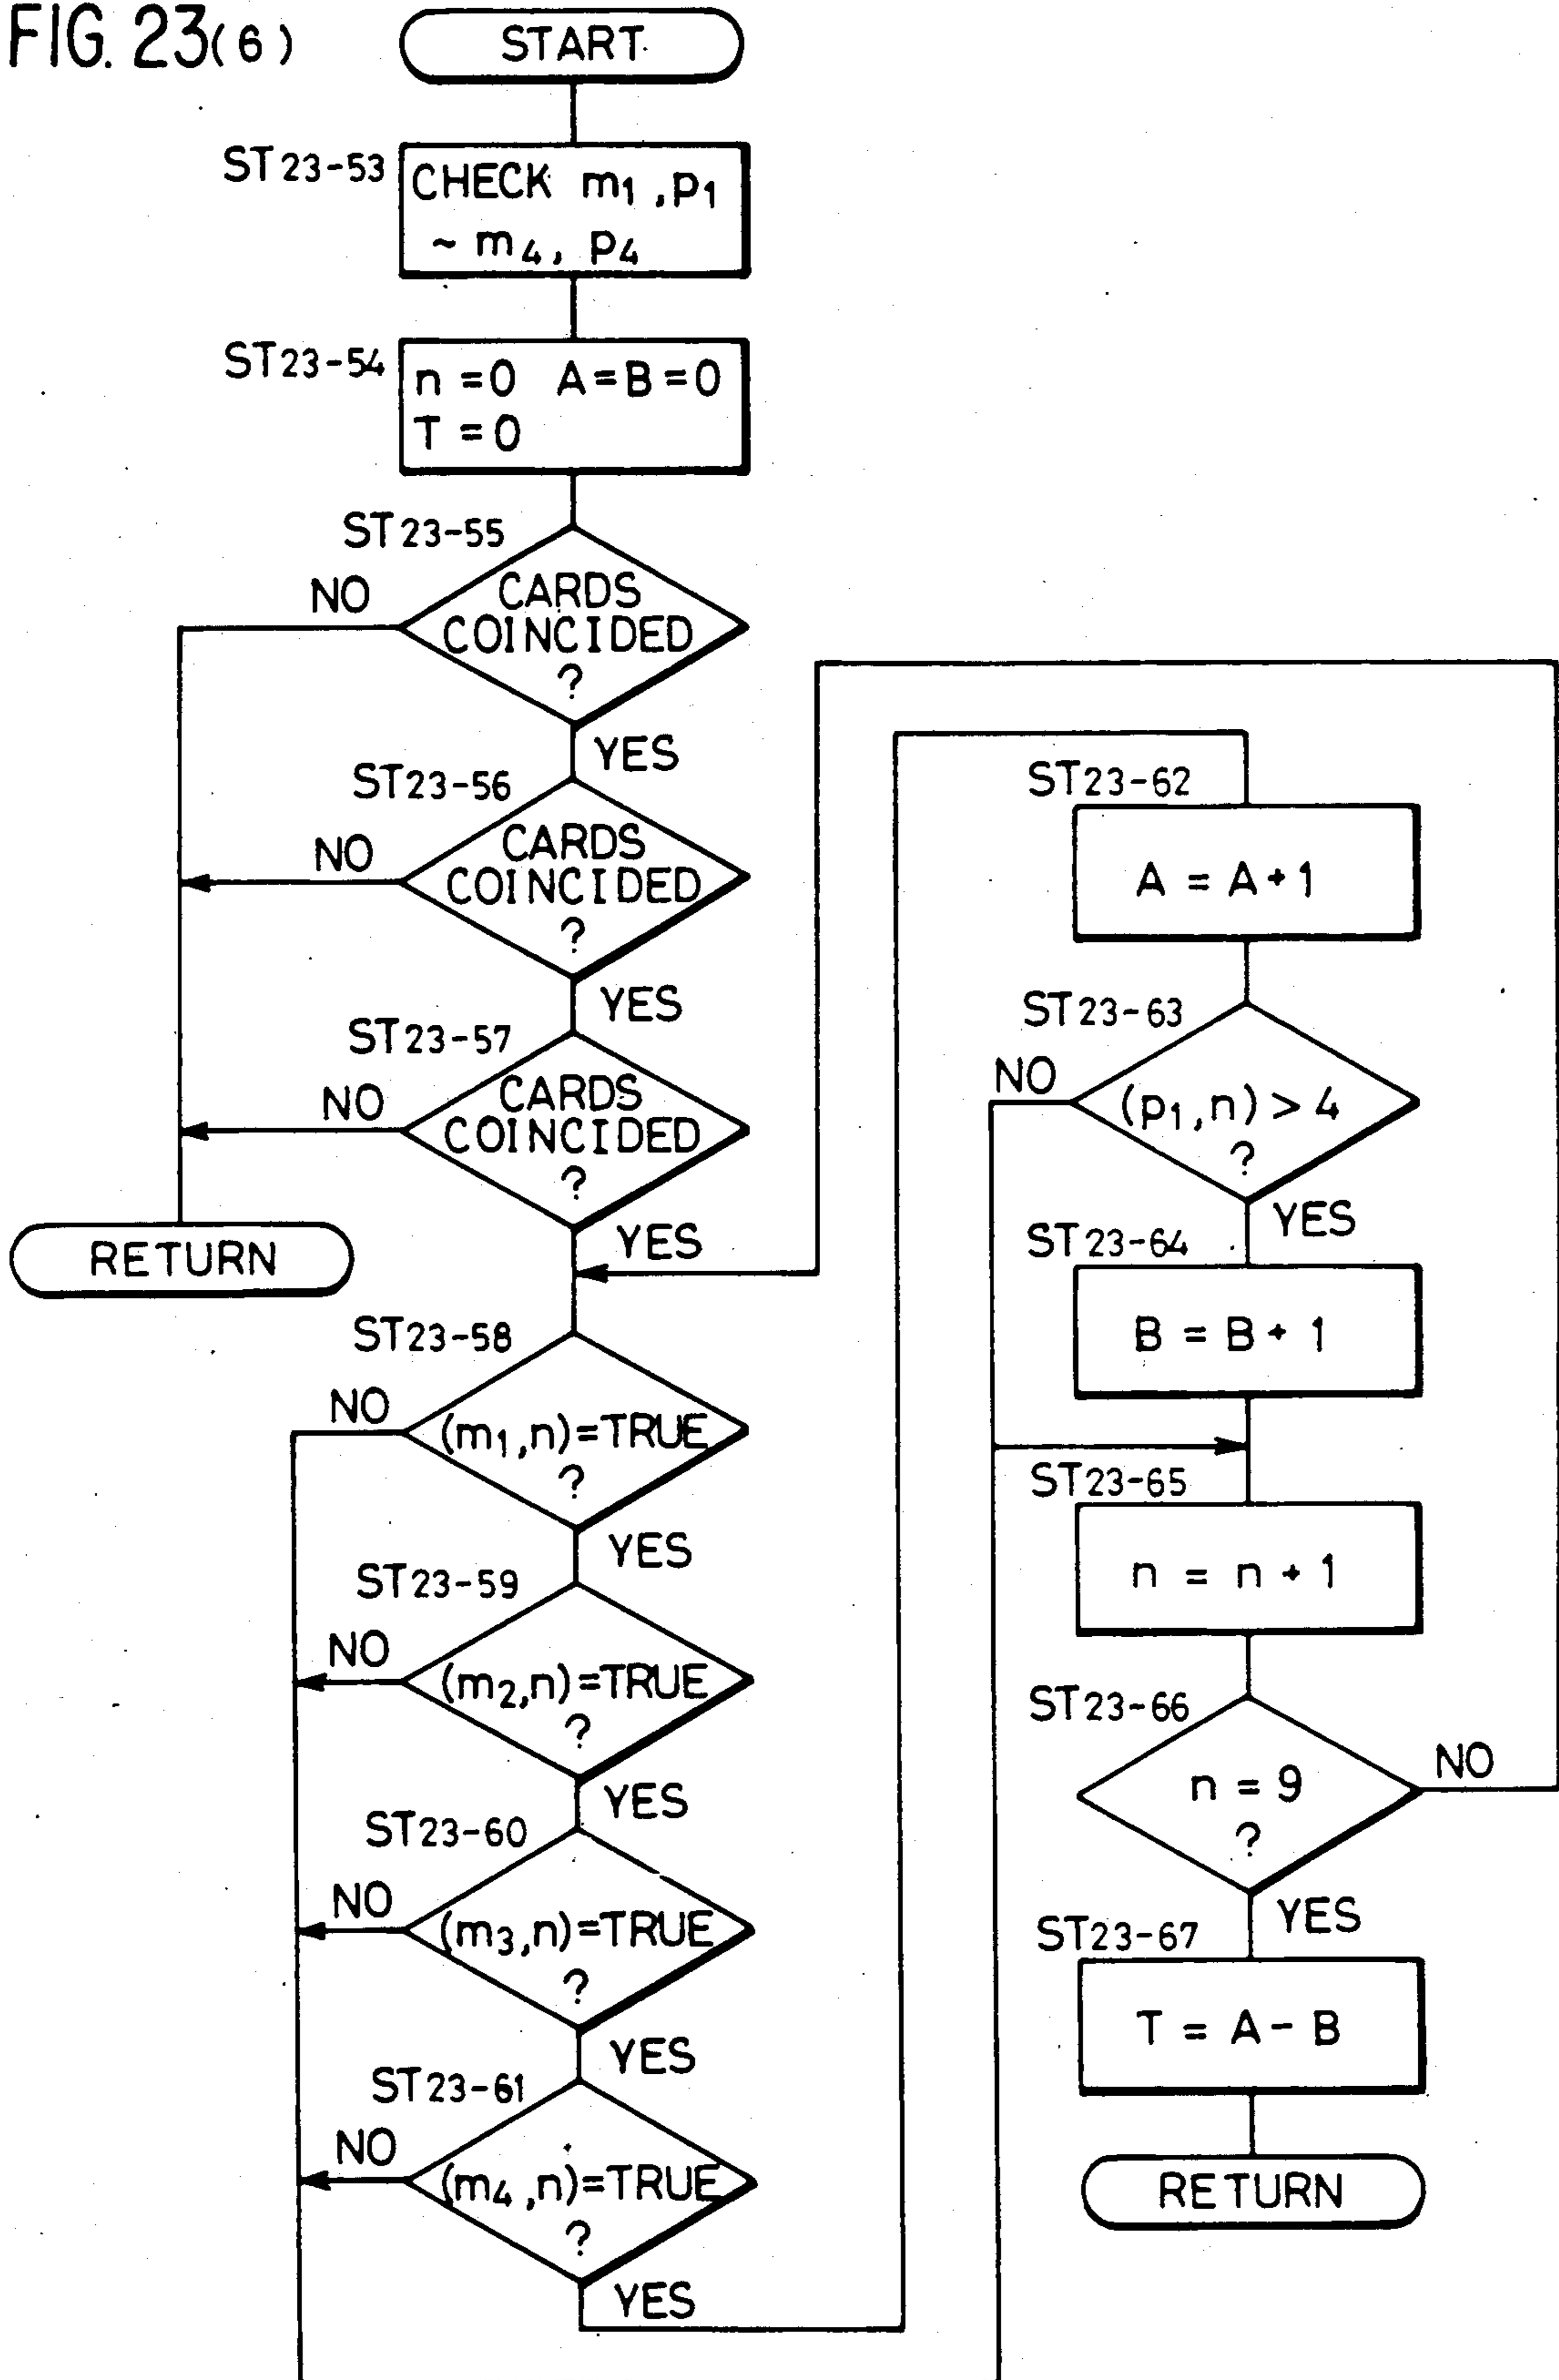 FIG. 23(6)
START
ST23-53
CHECK m1 ,p1
~ m4, p4
ST23-54
n =0 A=B=0
T =0
ST23-55
NO
CARDS
COINCIDED
?
YES
ST23-56
NO
CARDS
COINCIDED
?
YES
ST23-57
NO
CARDS
COINCIDED
?
YES
RETURN
ST23-58
NO
(m1,n)=TRUE
?
YES
ST23-59
NO
(m2,n)=TRUE
?
YES
ST23-60
NO
(m3,n)=TRUE
?
YES
ST23-61
NO
(m4,n)=TRUE
?
YES
ST23-62
A = A+1
ST23-63
NO
(p1,n) > 4
?
YES
ST23-64
B = B + 1
ST23-65
n = n + 1
ST23-66
n = 9
?
NO
YES
ST23-67
T = A - B
RETURN